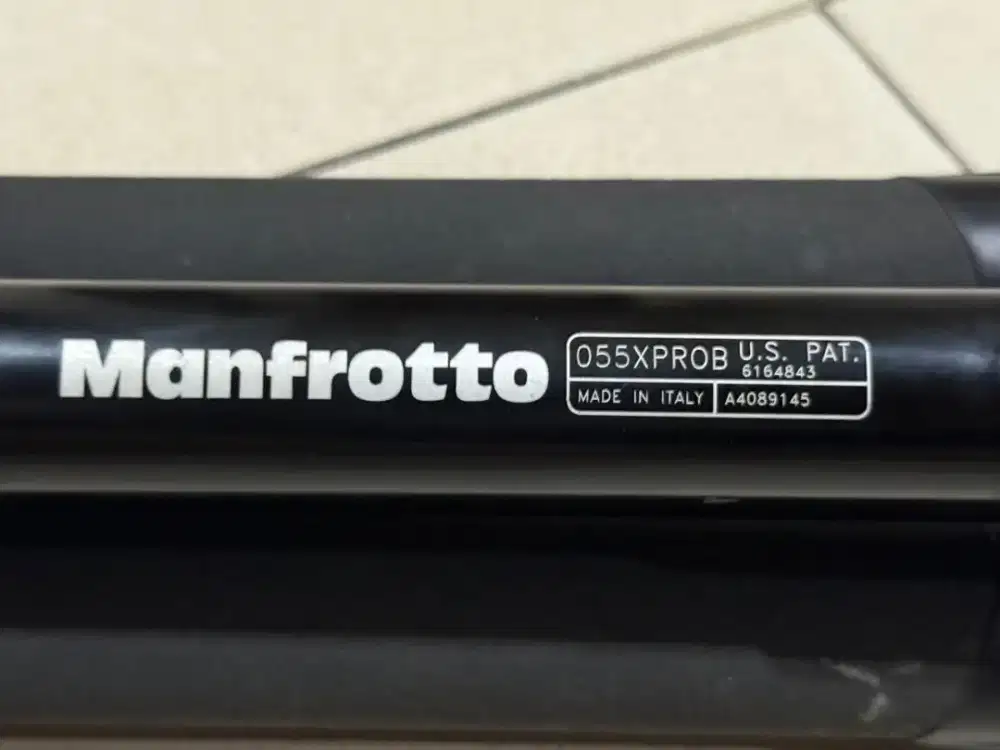 Manfrotto
055XPROB U.S. PAT.
6164843
MADE IN ITALY A4089145